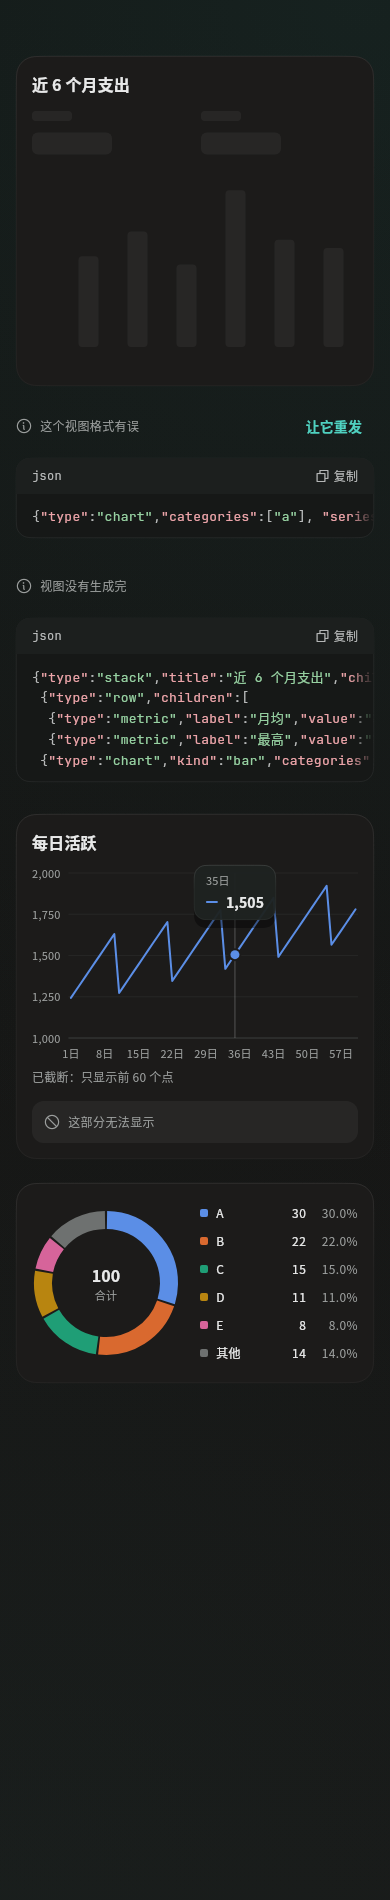 近 6 个月支出
这个视图格式有误 让它重发
json 复制
{"type":"chart","categories":["a"], "serie
视图没有生成完
json 复制
{"type":"stack","title":"近 6 个月支出","chi
{"type":"row","children":[
{"type":"metric","label":"月均","value":"
{"type":"metric","label":"最高","value":"
{"type":"chart","kind":"bar","categories"
每日活跃
2,000
35日
1,505
1,750
1,500
1,250
1,000
1日 8日 15日 22日 29日 36日 43日 50日 57日
已截断：只显示前 60 个点
这部分无法显示
100
合计
A 30 30.0%
B 22 22.0%
C 15 15.0%
D 11 11.0%
E 8 8.0%
其他 14 14.0%